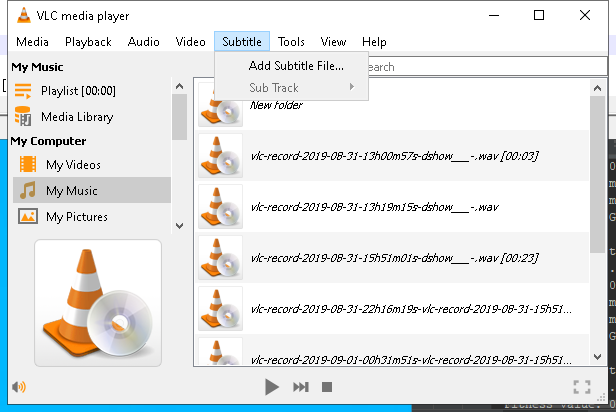 VLC media player
Media Playback Audio Video Subtitle Tools View Help
Add Subtitle File...
Sub Track
My Music
Playlist [00:00]
Media Library
My Computer
My Videos
My Music
My Pictures
earch
New folder
vlc-record-2019-08-31-13h00m57s-dshow___-.wav [00:03]
vlc-record-2019-08-31-13h19m15s-dshow___-.wav
vlc-record-2019-08-31-15h51m01s-dshow___-.wav [00:23]
vlc-record-2019-08-31-22h16m19s-vlc-record-2019-08-31-15h51...
vlc-record-2019-09-01-00h31m51s-vlc-record-2019-08-31-15h51...